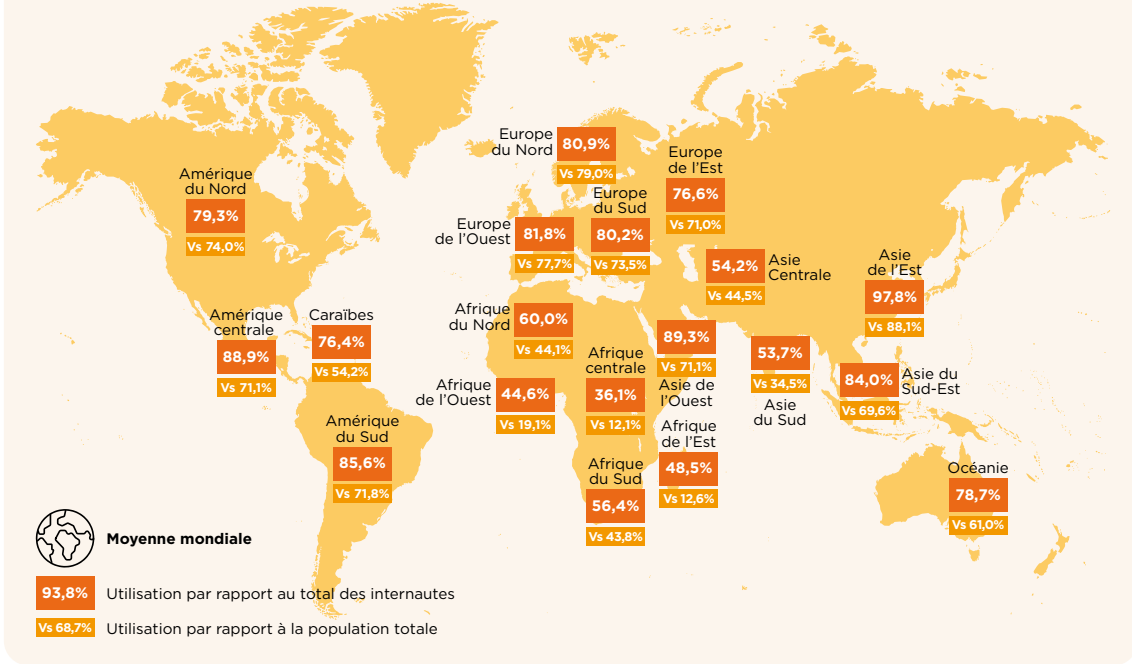 Europe
du Nord
80,9%
Vs 79,0%
Europe
de l'Est
76,6%
Vs 71,0%
Amérique
du Nord
79,3%
Vs 74,0%
Europe
du Sud
80,2%
Vs 73,5%
Europe
de l'Ouest
81,8%
Vs 77,7%
Asie
Centrale
54,2%
Vs 44,5%
Asie
de l'Est
97,8%
Vs 88,1%
Amérique
centrale
88,9%
Vs 71,1%
Caraïbes
76,4%
Vs 54,2%
Afrique
du Nord
60,0%
Vs 44,1%
89,3%
Vs 71,1%
Asie de
l'Ouest
53,7%
Vs 34,5%
Asie
du Sud
84,0%
Vs 69,6%
Asie du
Sud-Est
Afrique
centrale
36,1%
Vs 12,1%
Afrique
de l'Ouest
44,6%
Vs 19,1%
Afrique
de l'Est
48,5%
Vs 12,6%
Amérique
du Sud
85,6%
Vs 71,8%
Afrique
du Sud
56,4%
Vs 43,8%
Océanie
78,7%
Vs 61,0%
Moyenne mondiale
93,8% Utilisation par rapport au total des internautes
Vs 68,7% Utilisation par rapport à la population totale